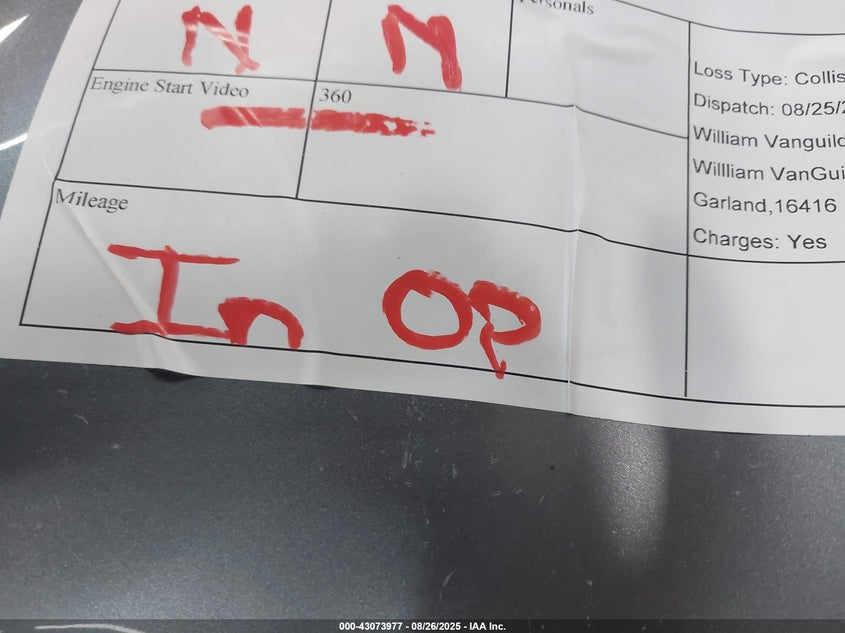 N N
Engine Start Video 360
Mileage
In OP
Loss Type: Collis
Dispatch: 08/25/2
William Vanguild
Willliam VanGui
Garland,16416
Charges: Yes
000-43073977 - 08/26/2025 - IAA Inc.